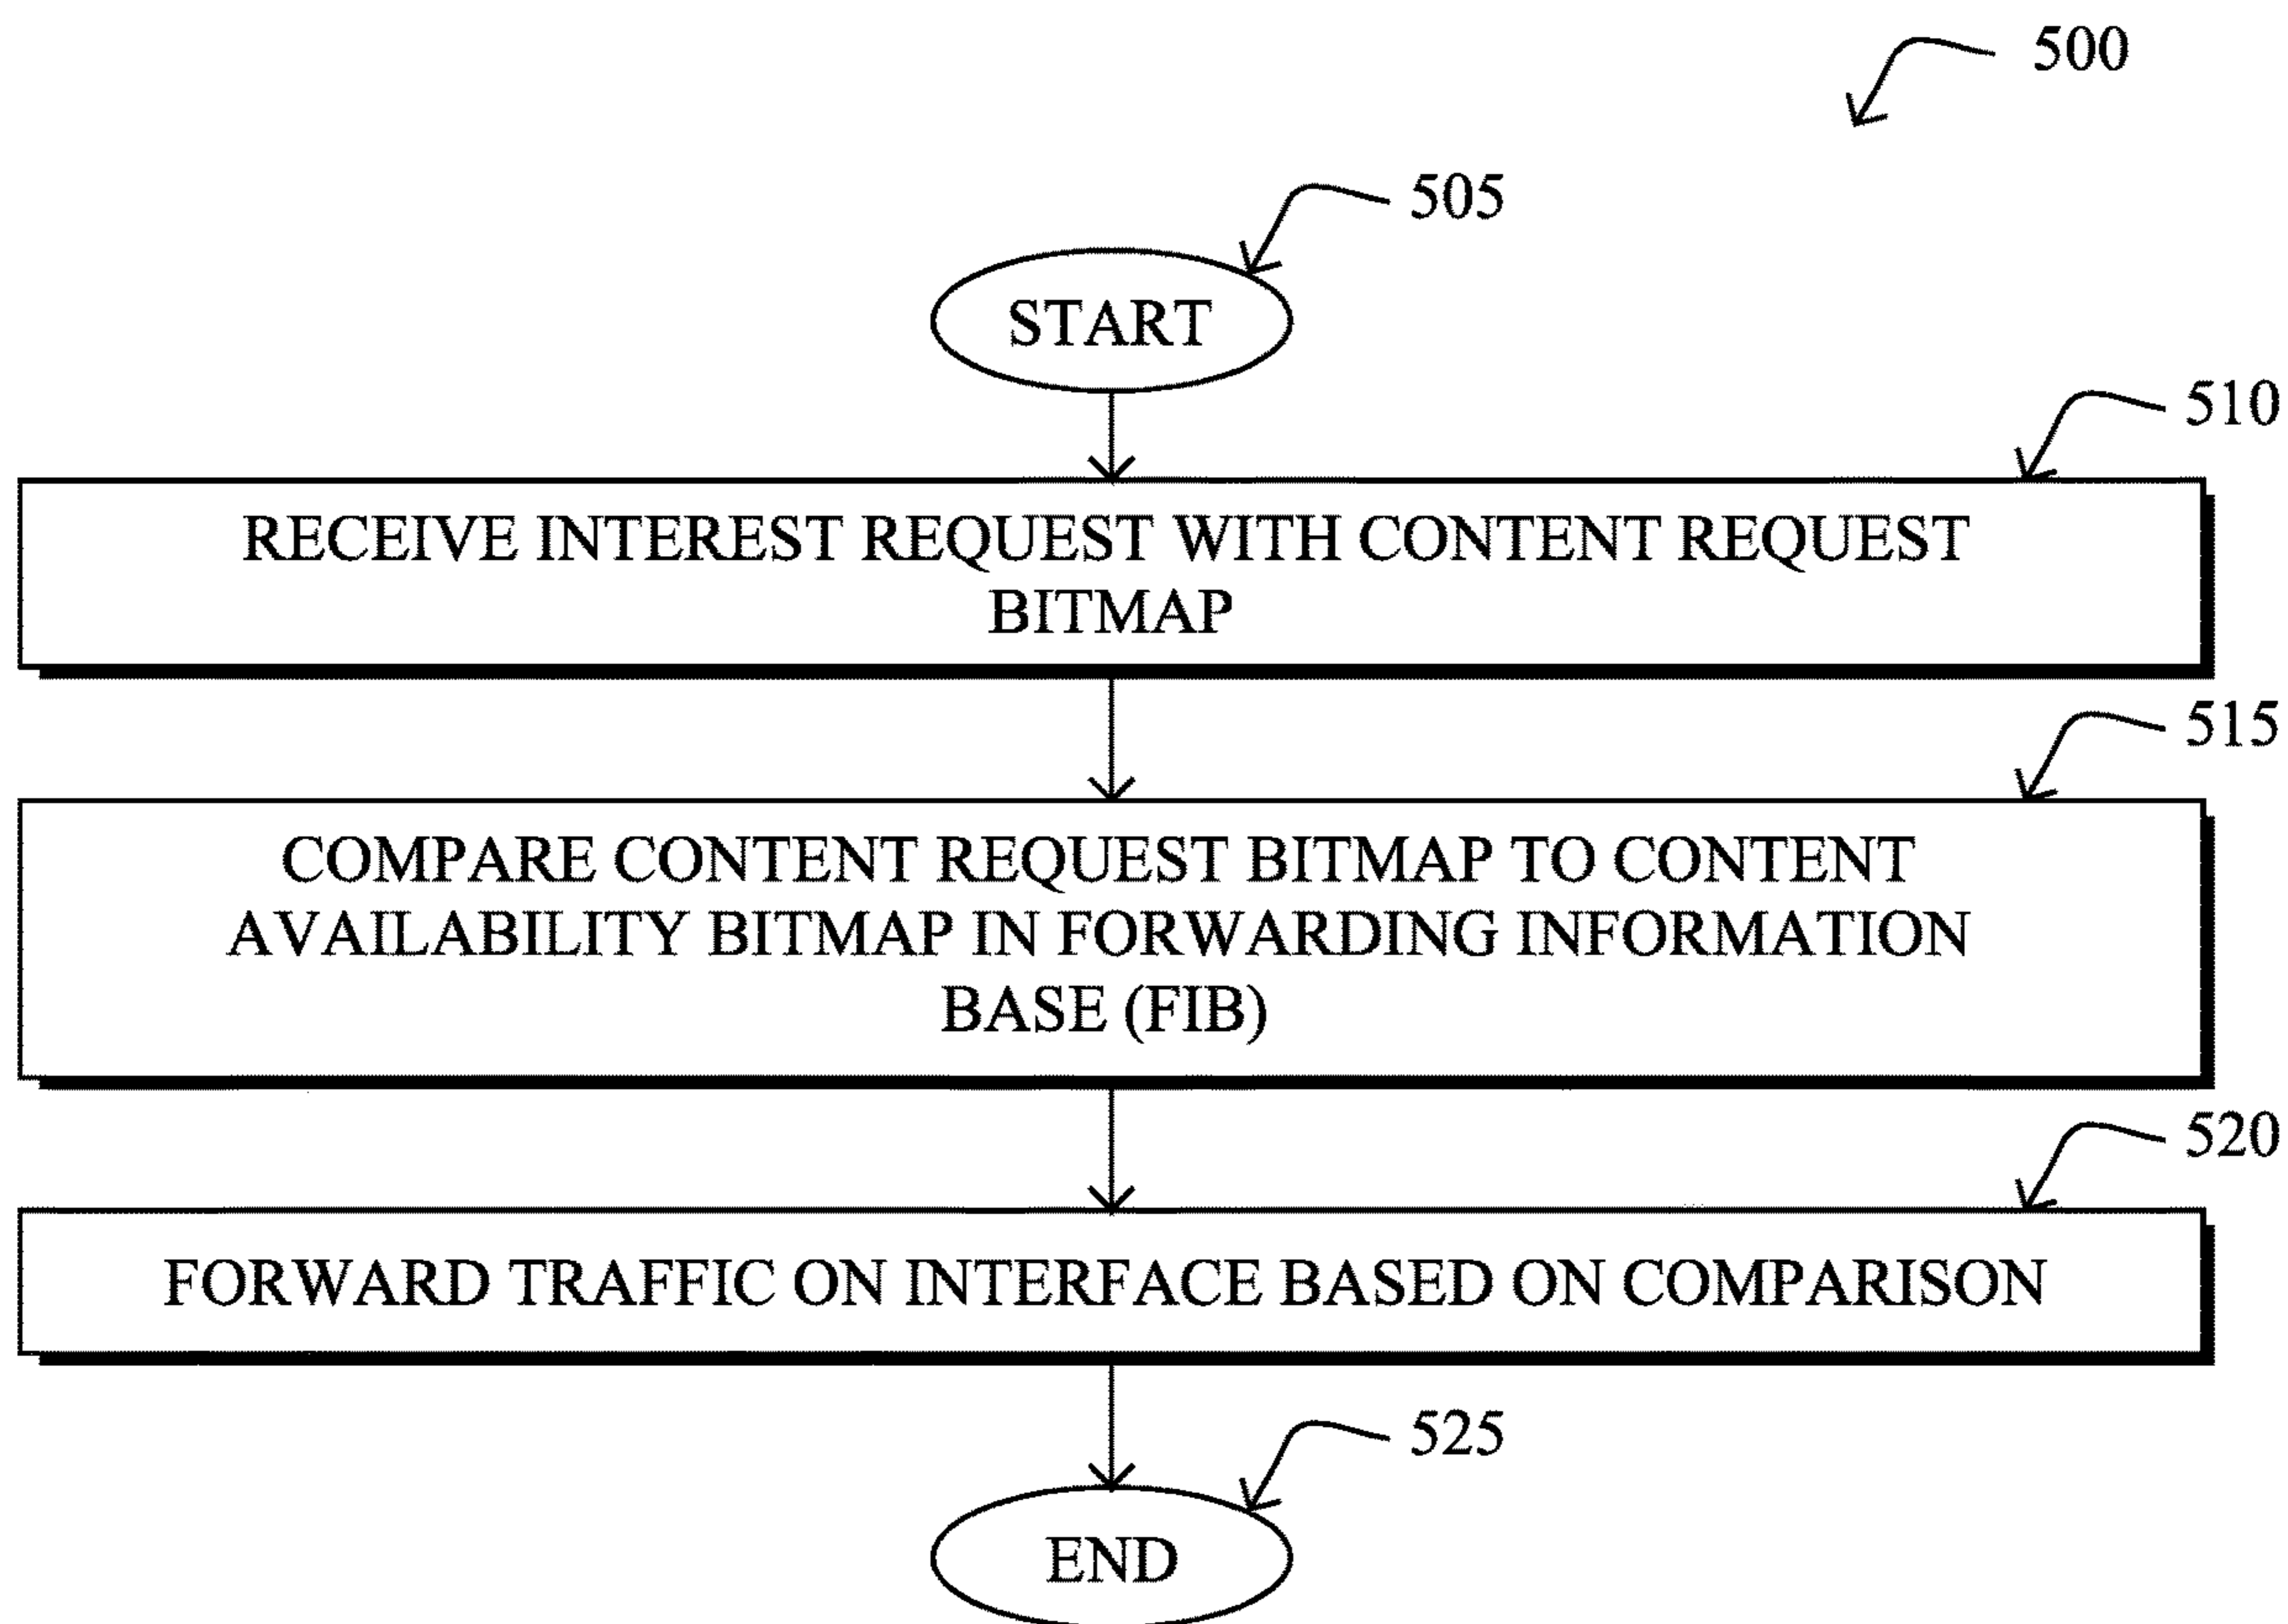 500
505
START
510
RECEIVE INTEREST REQUEST WITH CONTENT REQUEST
BITMAP
515
COMPARE CONTENT REQUEST BITMAP TO CONTENT
AVAILABILITY BITMAP IN FORWARDING INFORMATION
BASE (FIB)
520
FORWARD TRAFFIC ON INTERFACE BASED ON COMPARISON
525
END